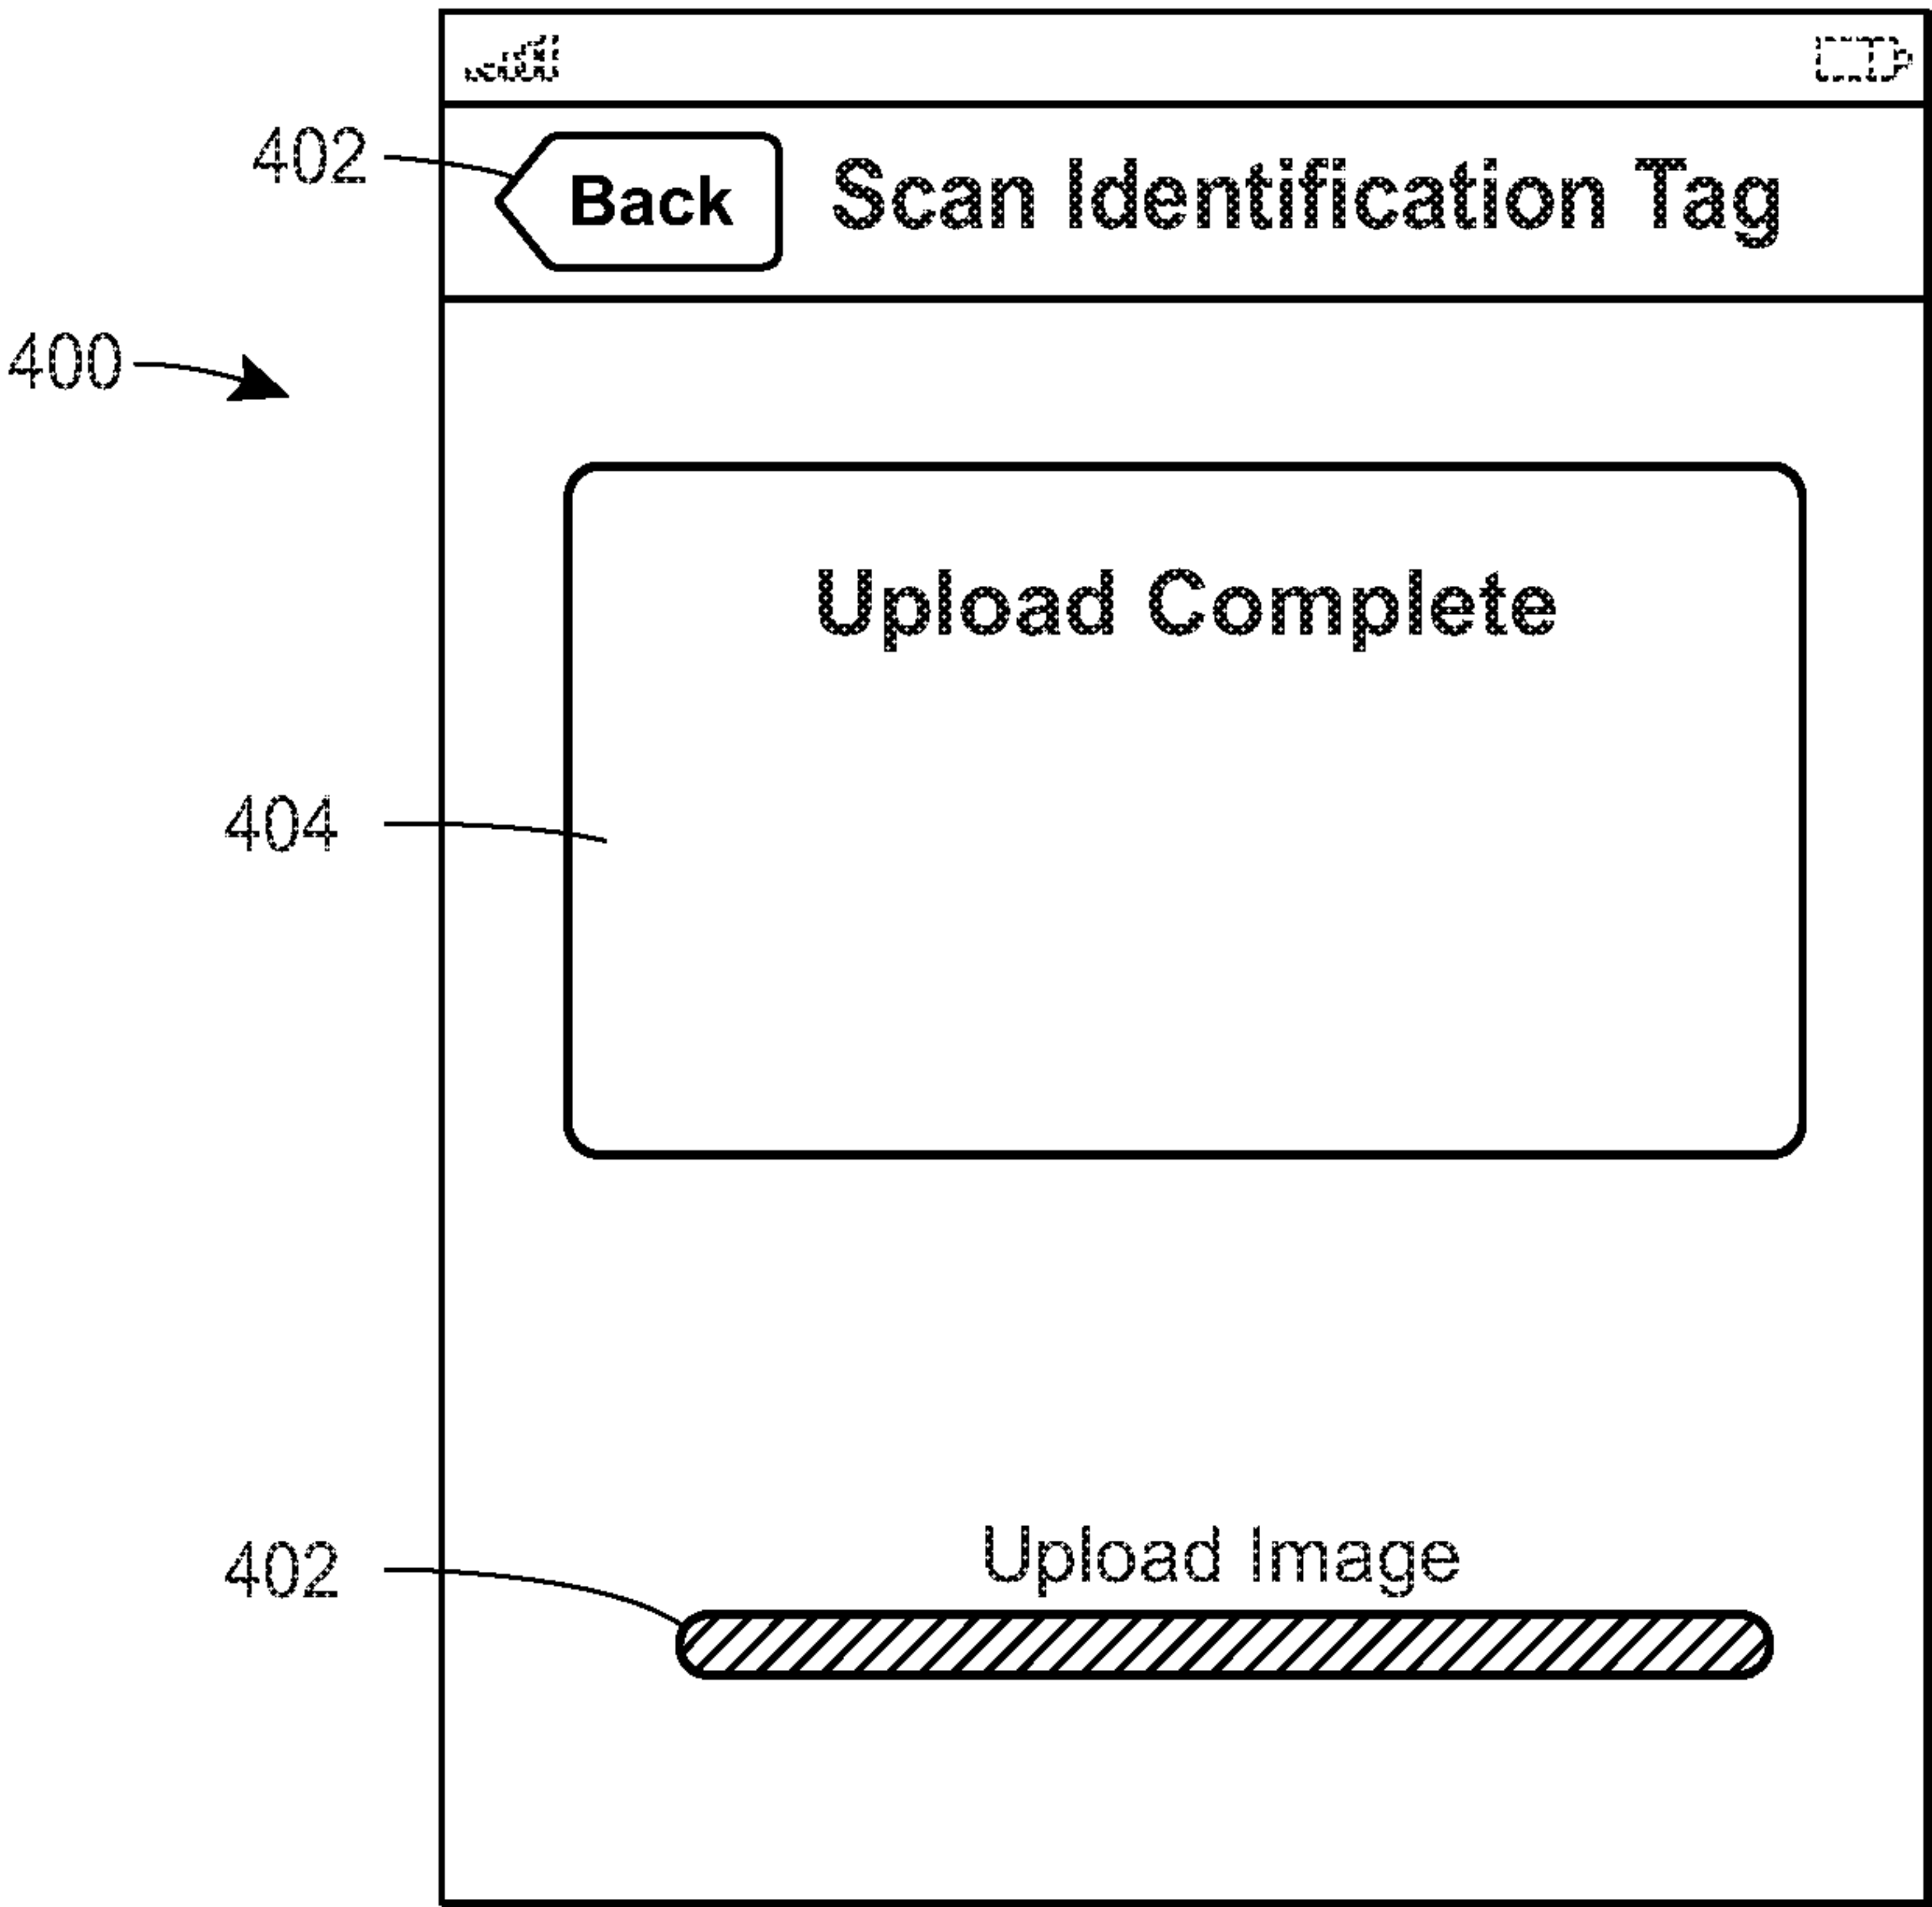 402
Back
Scan Identification Tag
400
Upload Complete
404
Upload Image
402